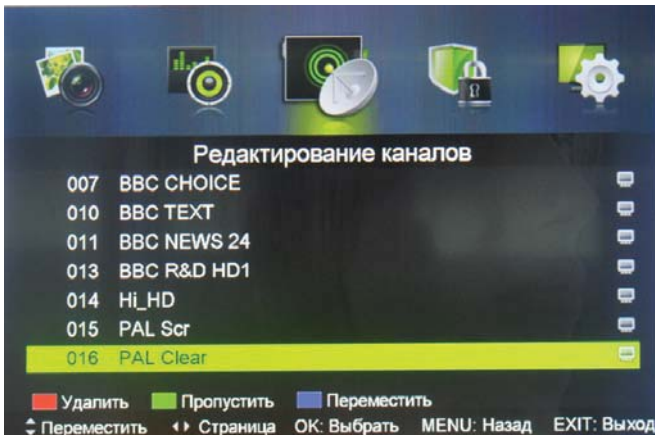 Редактирование каналов
007 BBC CHOICE
010 BBC TEXT
011 BBC NEWS 24
013 BBC R&D HD1
014 Hi_HD
015 PAL Scr
016 PAL Clear
Удалить Пропустить Переместить
Переместить Страница OK: Выбрать MENU: Назад EXIT: Выход